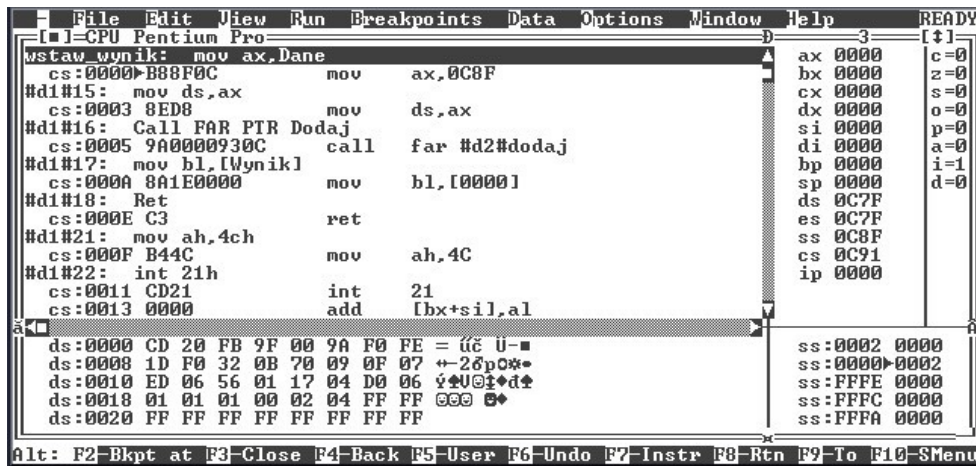 - File Edit View Run Breakpoints Data Options Window Help READY
[■]=CPU Pentium Pro 3 [↕]
wstaw_wynik: mov ax,Dane
cs:0000▶B88F0C mov ax,0C8F
#d1#15: mov ds,ax
cs:0003 8ED8 mov ds,ax
#d1#16: Call FAR PTR Dodaj
cs:0005 9A0000930C call far #d2#dodaj
#d1#17: mov bl,[Wynik]
cs:000A 8A1E0000 mov bl,[0000]
#d1#18: Ret
cs:000E C3 ret
#d1#21: mov ah,4ch
cs:000F B44C mov ah,4C
#d1#22: int 21h
cs:0011 CD21 int 21
cs:0013 0000 add [bx+si],al
ax 0000 c=0
bx 0000 z=0
cx 0000 s=0
dx 0000 o=0
si 0000 p=0
di 0000 a=0
bp 0000 i=1
sp 0000 d=0
ds 0C7F
es 0C7F
ss 0C8F
cs 0C91
ip 0000
ds:0000 CD 20 FB 9F 00 9A F0 FE
ds:0008 1D F0 32 0B 70 09 0F 07
ds:0010 ED 06 56 01 17 04 D0 06
ds:0018 01 01 01 00 02 04 FF FF
ds:0020 FF FF FF FF FF FF FF FF
ss:0002 0000
ss:0000▶0002
ss:FFFE 0000
ss:FFFC 0000
ss:FFFA 0000
Alt: F2-Bkpt at F3-Close F4-Back F5-User F6-Undo F7-Instr F8-Rtn F9-To F10-SMenu